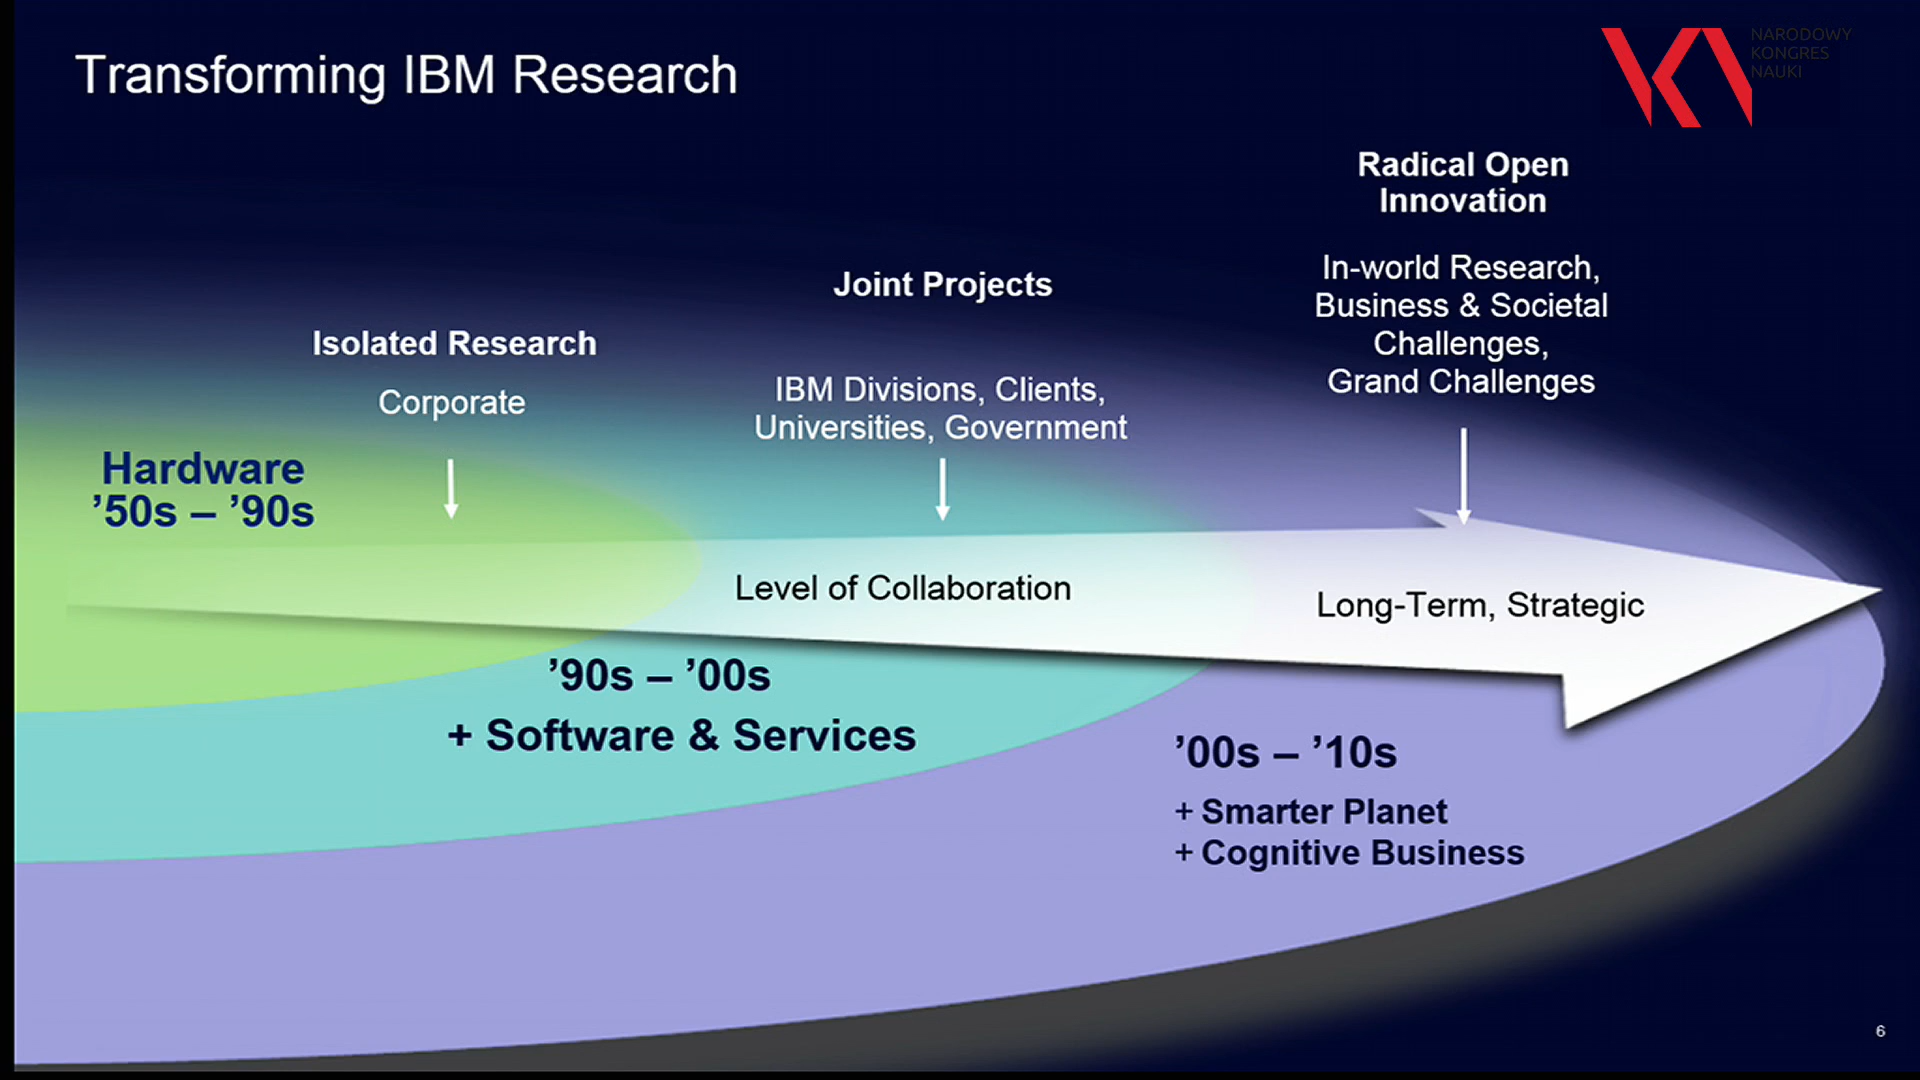 Transforming IBM Research
NARODOWY
KONGRES
NAUKI
Radical Open
Innovation
In-world Research,
Business & Societal
Challenges,
Grand Challenges
Joint Projects
IBM Divisions, Clients,
Universities, Government
Isolated Research
Corporate
Hardware
’50s – ’90s
Level of Collaboration
Long-Term, Strategic
’90s – ’00s
+ Software & Services
’00s – ’10s
+ Smarter Planet
+ Cognitive Business
6